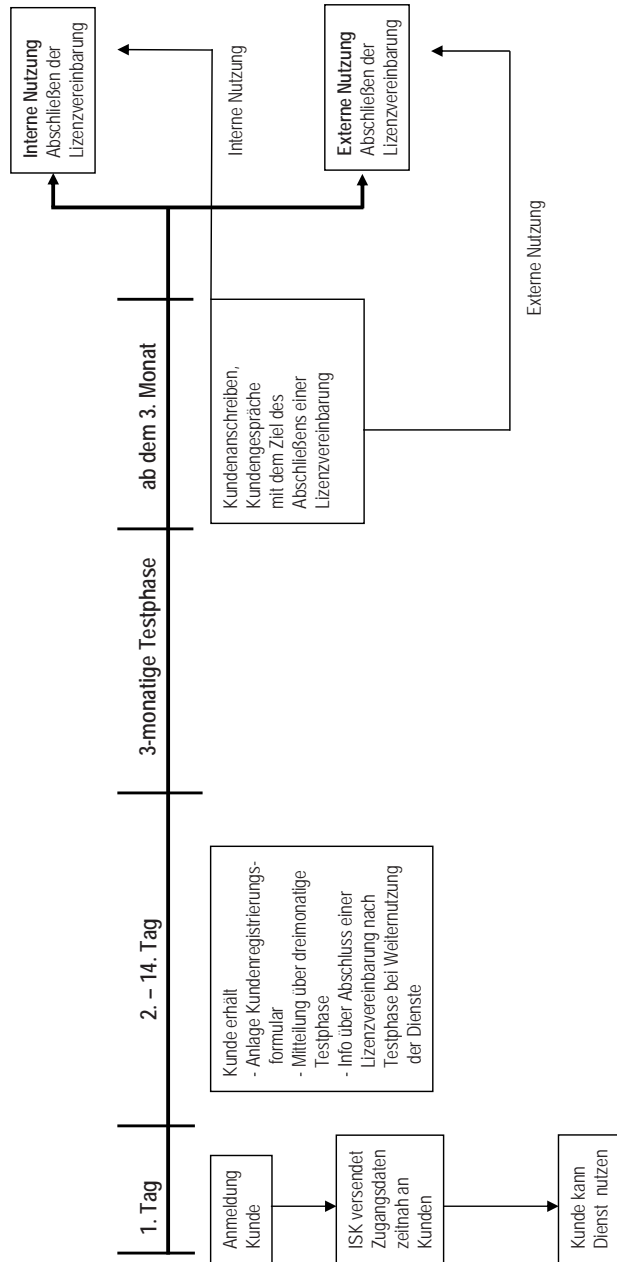 1. Tag
2. – 14. Tag
3-monatige Testphase
ab dem 3. Monat
Anmeldung
Kunde
ISK versendet
Zugangsdaten
zeitnah an
Kunden
Kunde kann
Dienst nutzen
Kunde erhält
- Anlage Kundenregistrierungs-
formular
- Mitteilung über dreimonatige
Testphase
- Info über Abschluss einer
Lizenzvereinbarung nach
Testphase bei Weiternutzung
der Dienste
Kundenanschreiben,
Kundengespräche
mit dem Ziel des
Abschließens einer
Lizenzvereinbarung
Interne Nutzung
Externe Nutzung
Interne Nutzung
Abschließen der
Lizenzvereinbarung
Externe Nutzung
Abschließen der
Lizenzvereinbarung